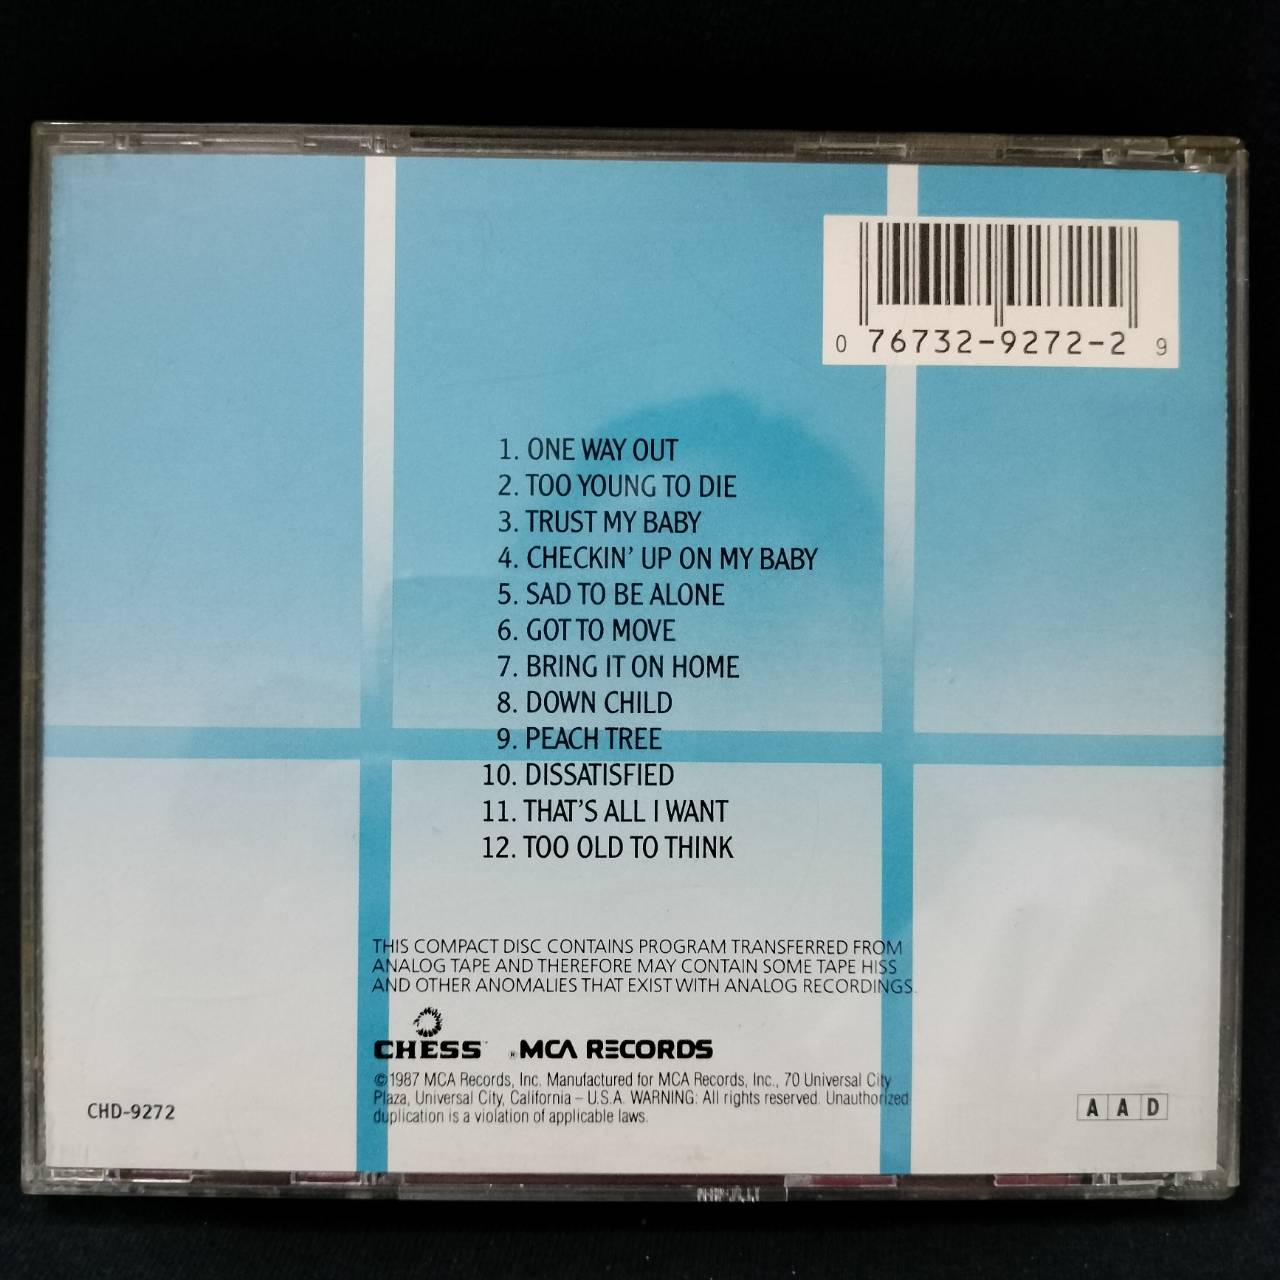 0 76732-9272-2 9
1. ONE WAY OUT
2. TOO YOUNG TO DIE
3. TRUST MY BABY
4. CHECKIN' UP ON MY BABY
5. SAD TO BE ALONE
6. GOT TO MOVE
7. BRING IT ON HOME
8. DOWN CHILD
9. PEACH TREE
10. DISSATISFIED
11. THAT'S ALL I WANT
12. TOO OLD TO THINK
THIS COMPACT DISC CONTAINS PROGRAM TRANSFERRED FROM
ANALOG TAPE AND THEREFORE MAY CONTAIN SOME TAPE HISS
AND OTHER ANOMALIES THAT EXIST WITH ANALOG RECORDINGS.
CHESS ® MCA RECORDS
©1987 MCA Records, Inc. Manufactured for MCA Records, Inc., 70 Universal City
Plaza, Universal City, California – U.S.A. WARNING: All rights reserved. Unauthorized
duplication is a violation of applicable laws.
CHD-9272
A A D